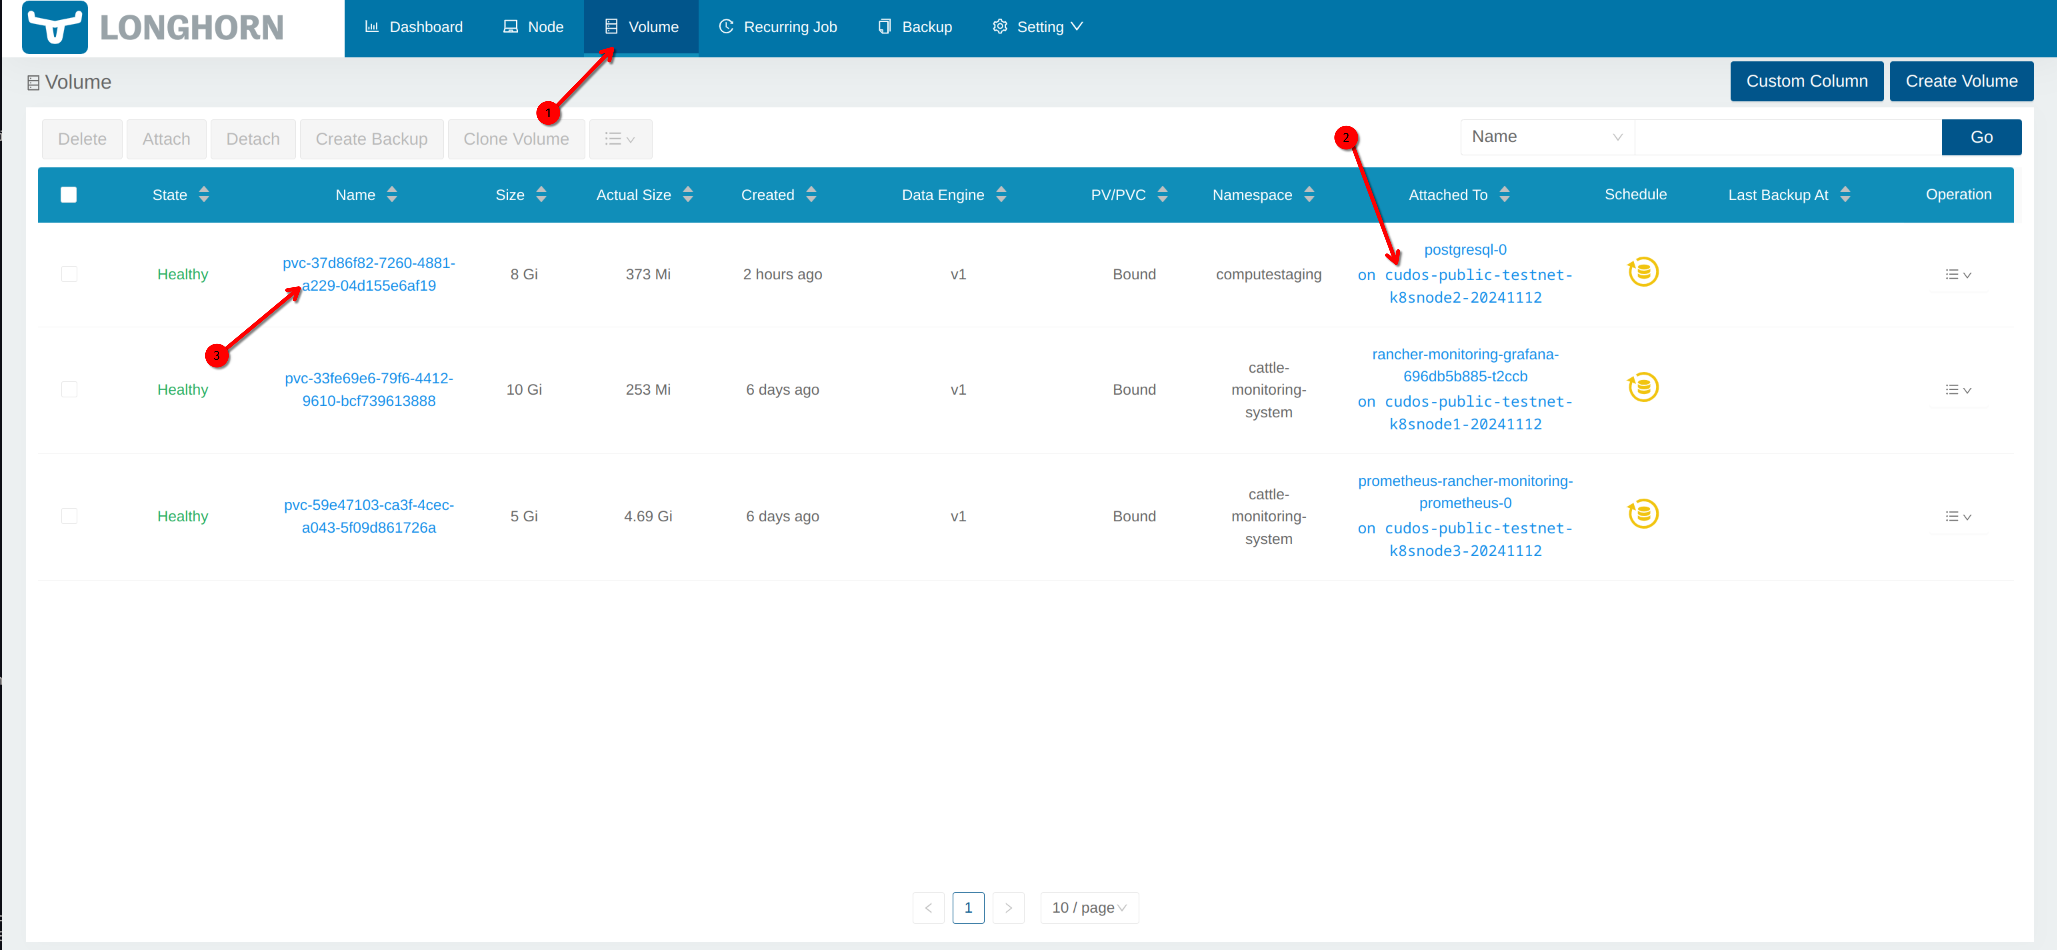 LONGHORN
Dashboard Node Volume Recurring Job Backup Setting
Volume
Custom Column Create Volume
1
Delete Attach Detach Create Backup Clone Volume
2
Name Go
State Name Size Actual Size Created Data Engine PV/PVC Namespace Attached To Schedule Last Backup At Operation
Healthy
pvc-37d86f82-7260-4881-
a229-04d155e6af19
8 Gi
373 Mi
2 hours ago
v1
Bound
computestaging
postgresql-0
on cudos-public-testnet-
k8snode2-20241112
3
Healthy
pvc-33fe69e6-79f6-4412-
9610-bcf739613888
10 Gi
253 Mi
6 days ago
v1
Bound
cattle-
monitoring-
system
rancher-monitoring-grafana-
696db5b885-t2ccb
on cudos-public-testnet-
k8snode1-20241112
Healthy
pvc-59e47103-ca3f-4cec-
a043-5f09d861726a
5 Gi
4.69 Gi
6 days ago
v1
Bound
cattle-
monitoring-
system
prometheus-rancher-monitoring-
prometheus-0
on cudos-public-testnet-
k8snode3-20241112
< 1 > 10 / page